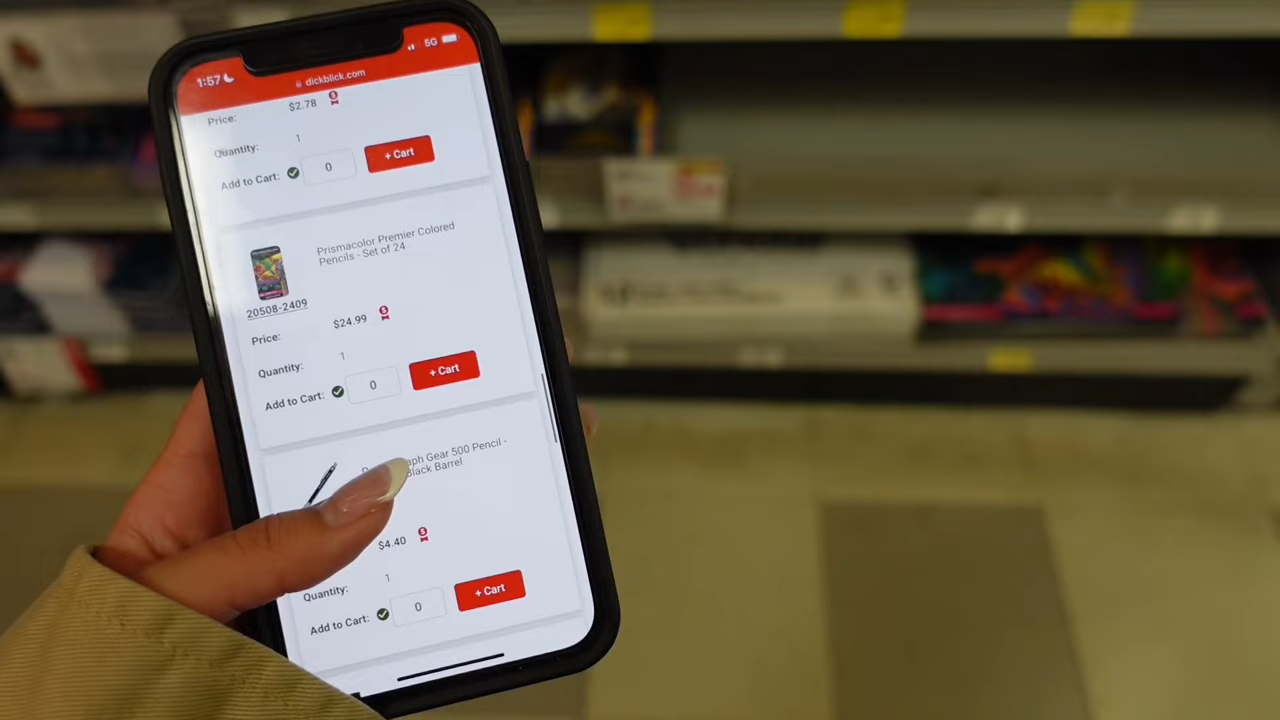 1:57
5G
dickblick.com
Price:
$2.78
Quantity:
1
Add to Cart:
0
+ Cart
Prismacolor Premier Colored
Pencils - Set of 24
20508-2409
Price:
$24.99
Quantity:
1
Add to Cart:
0
+ Cart
aph Gear 500 Pencil -
Black Barrel
$4.40
Quantity:
1
Add to Cart:
0
+ Cart